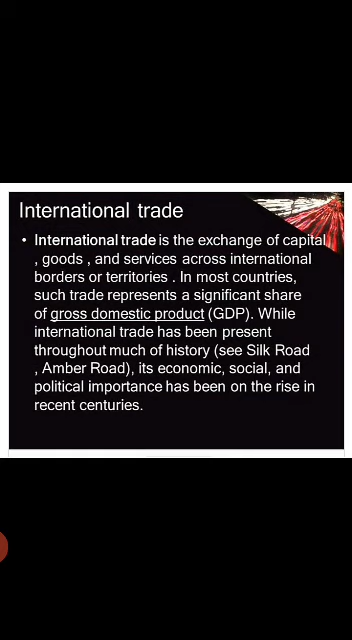 International trade
• International trade is the exchange of capital
, goods , and services across international
borders or territories . In most countries,
such trade represents a significant share
of gross domestic product (GDP). While
international trade has been present
throughout much of history (see Silk Road
, Amber Road), its economic, social, and
political importance has been on the rise in
recent centuries.